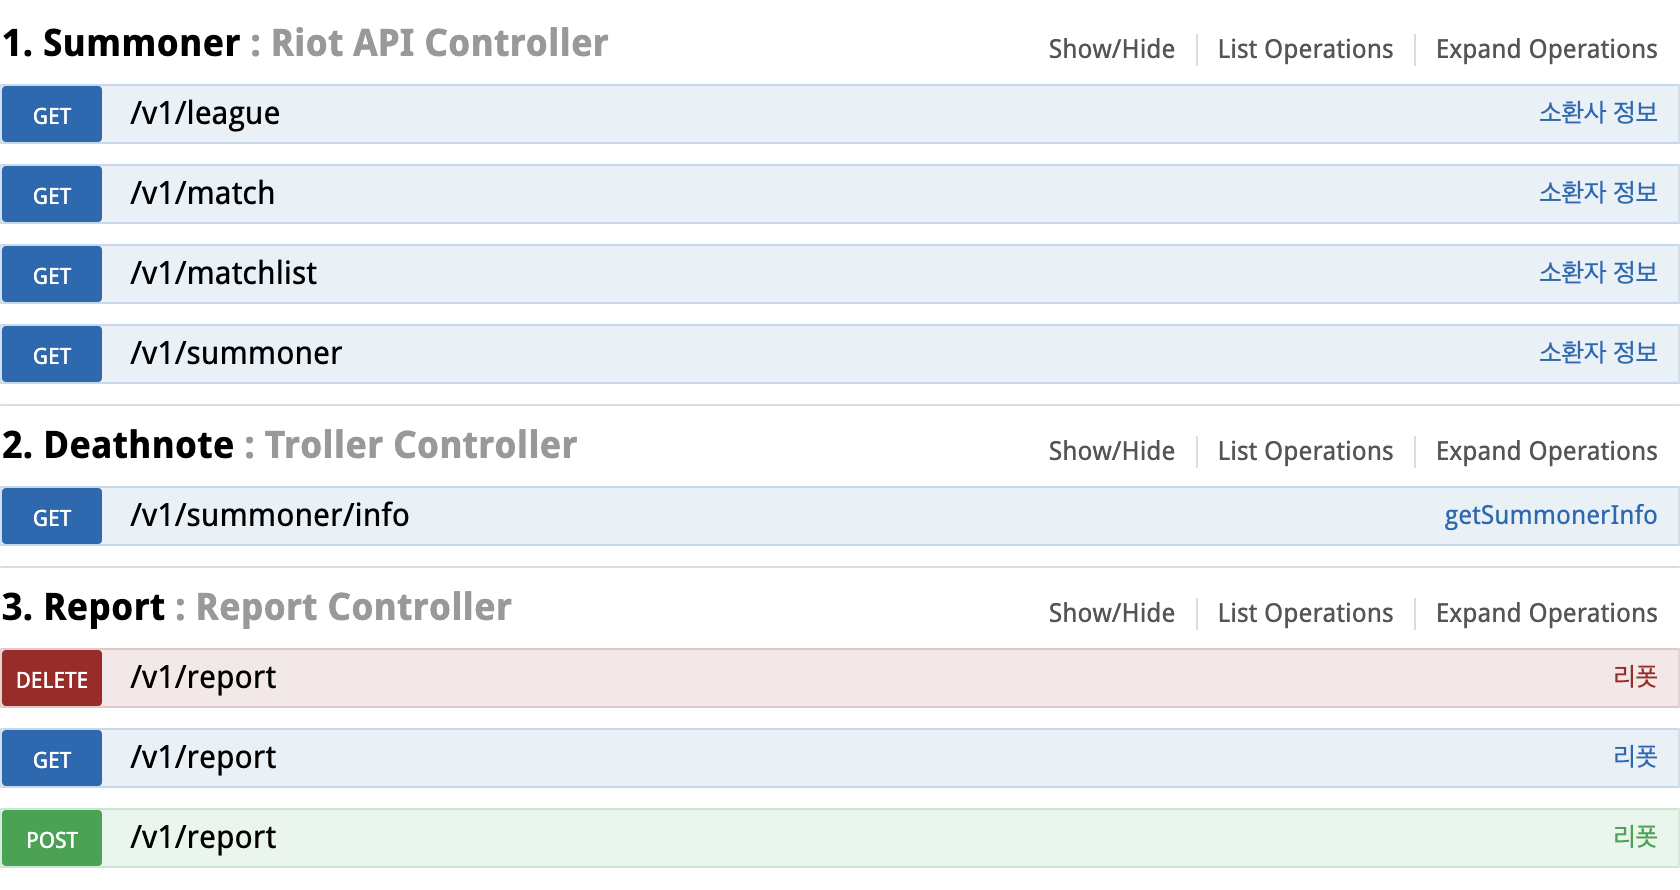 1. Summoner : Riot API Controller Show/Hide List Operations Expand Operations
GET /v1/league 소환사 정보
GET /v1/match 소환자 정보
GET /v1/matchlist 소환자 정보
GET /v1/summoner 소환자 정보
2. Deathnote : Troller Controller Show/Hide List Operations Expand Operations
GET /v1/summoner/info getSummonerInfo
3. Report : Report Controller Show/Hide List Operations Expand Operations
DELETE /v1/report 리폿
GET /v1/report 리폿
POST /v1/report 리폿